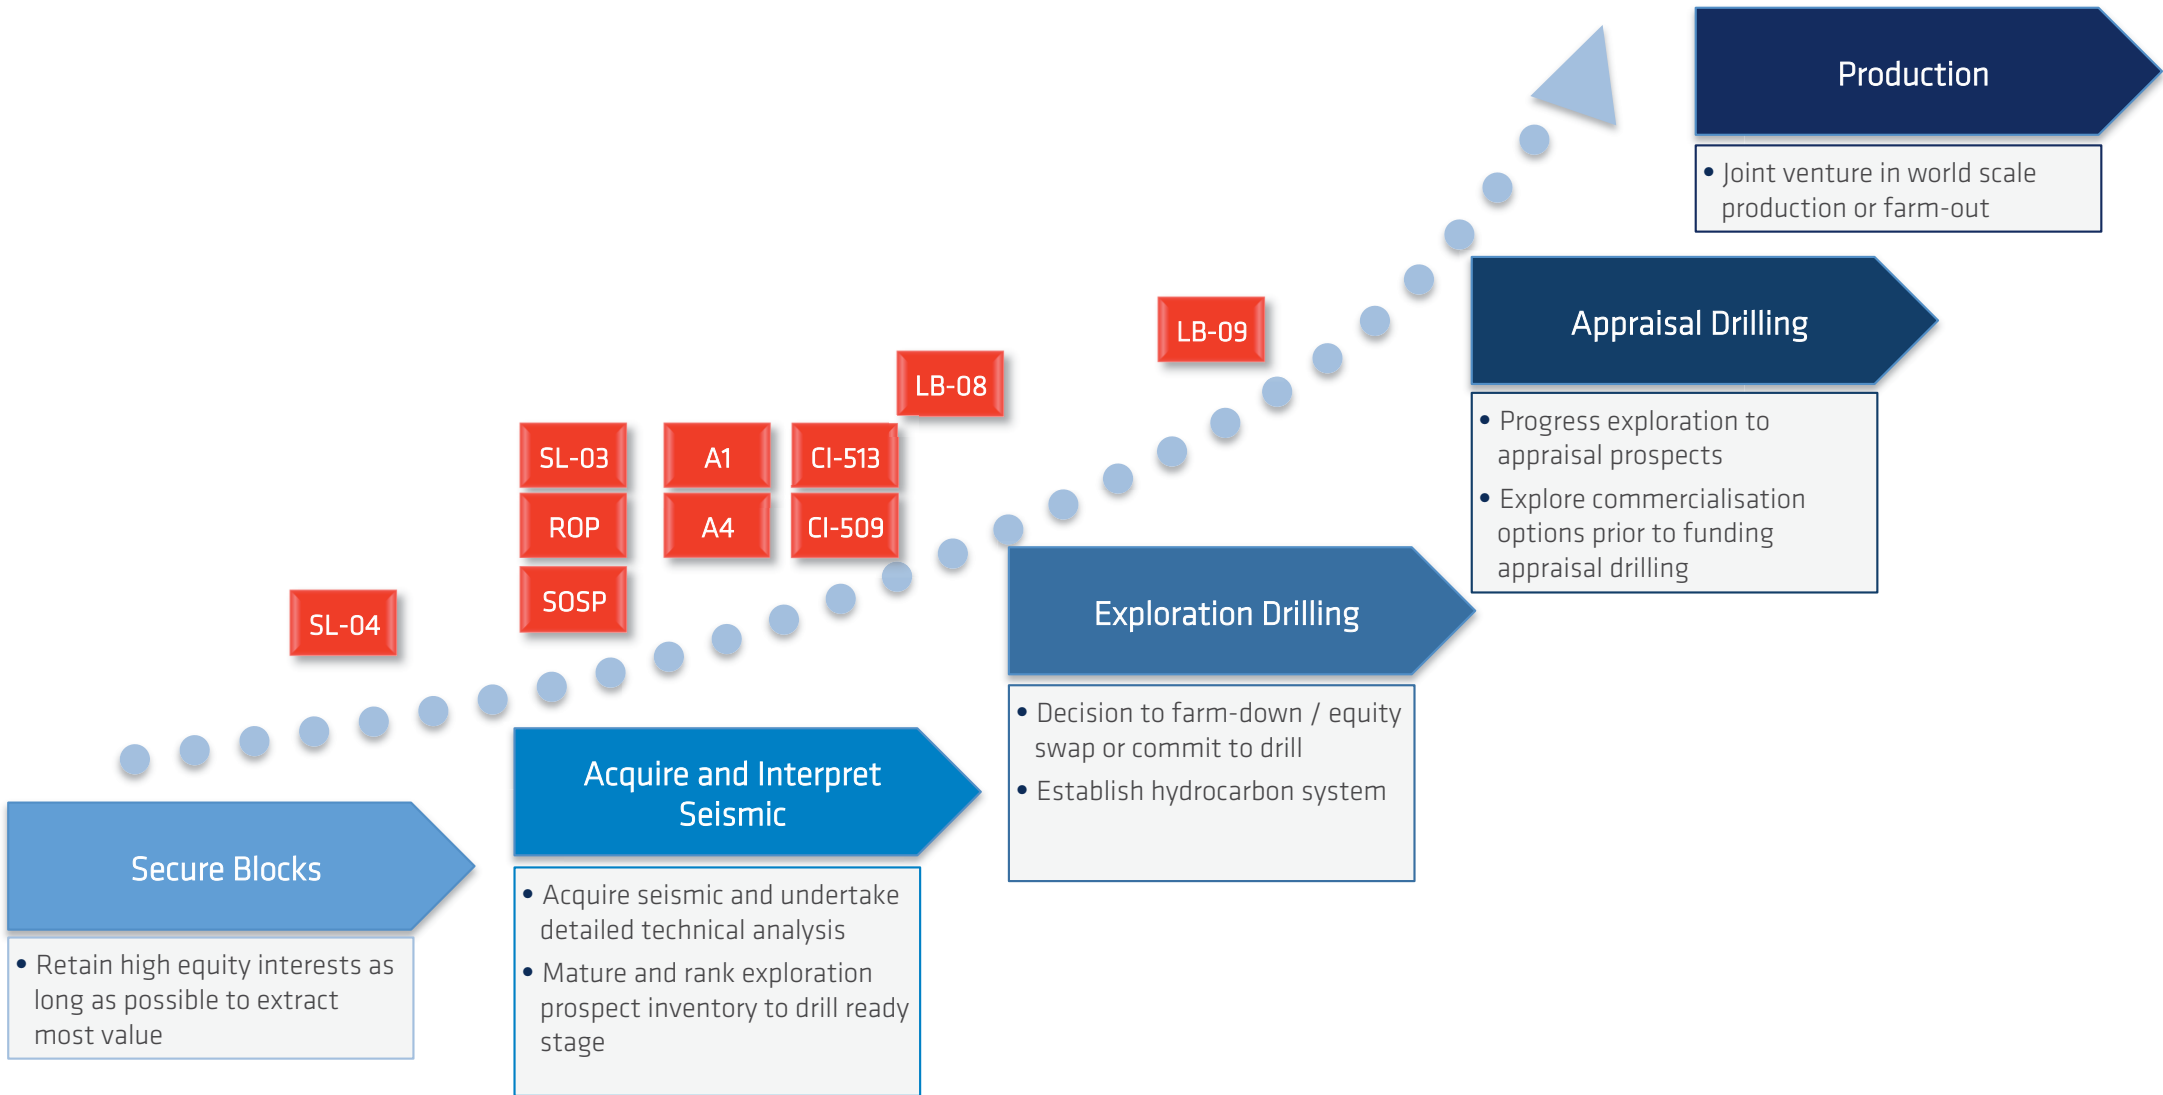 Production
• Joint venture in world scale
production or farm-out
Appraisal Drilling
• Progress exploration to
appraisal prospects
• Explore commercialisation
options prior to funding
appraisal drilling
LB-09
LB-08
SL-03
A1
CI-513
ROP
A4
CI-509
SOSP
SL-04
Exploration Drilling
• Decision to farm-down / equity
swap or commit to drill
• Establish hydrocarbon system
Acquire and Interpret
Seismic
• Acquire seismic and undertake
detailed technical analysis
• Mature and rank exploration
prospect inventory to drill ready
stage
Secure Blocks
• Retain high equity interests as
long as possible to extract
most value